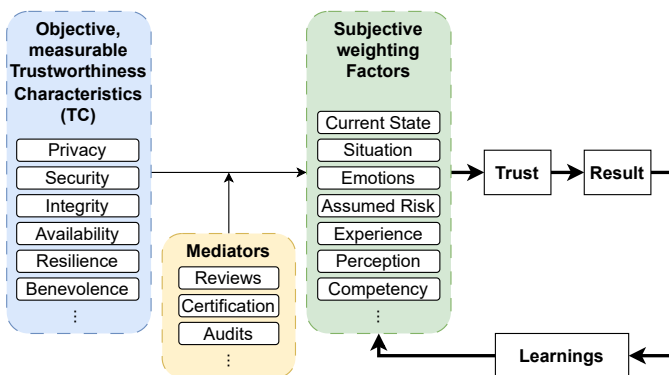 Objective,
measurable
Trustworthiness
Characteristics
(TC)
Privacy
Security
Integrity
Availability
Resilience
Benevolence
⋮
Mediators
Reviews
Certification
Audits
⋮
Subjective
weighting
Factors
Current State
Situation
Emotions
Assumed Risk
Experience
Perception
Competency
⋮
Trust
Result
Learnings